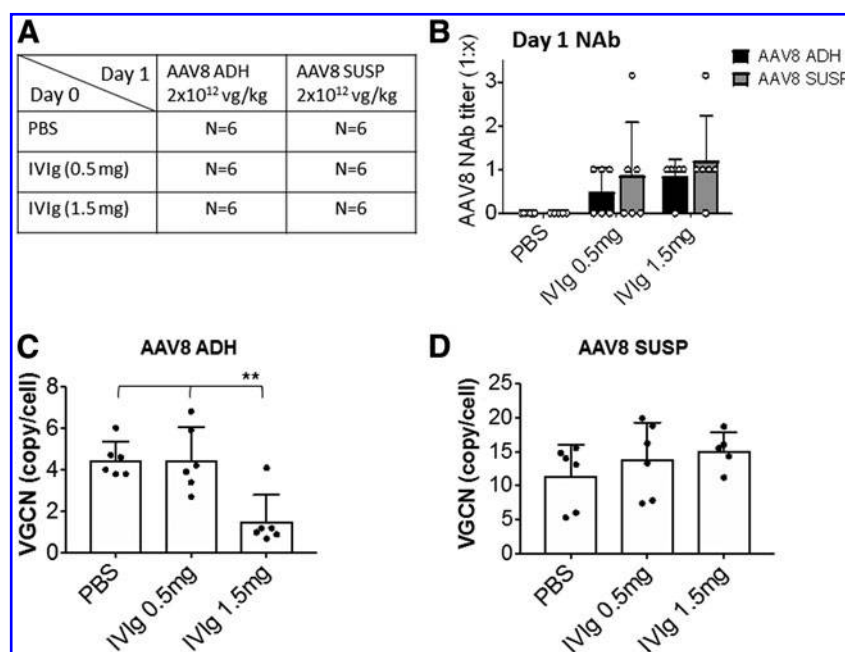 A
Day 1
Day 0
AAV8 ADH
2x10¹² vg/kg
AAV8 SUSP
2x10¹² vg/kg
PBS
N=6
N=6
IVIg (0.5 mg)
N=6
N=6
IVIg (1.5 mg)
N=6
N=6
B
Day 1 NAb
AAV8 ADH
AAV8 SUSP
AAV8 NAb titer (1:x)
3
2
1
0
PBS
IVIg 0.5mg
IVIg 1.5mg
C
AAV8 ADH
**
VGCN (copy/cell)
8
6
4
2
0
PBS
IVIg 0.5mg
IVIg 1.5mg
D
AAV8 SUSP
VGCN (copy/cell)
25
20
15
10
5
0
PBS
IVIg 0.5mg
IVIg 1.5mg